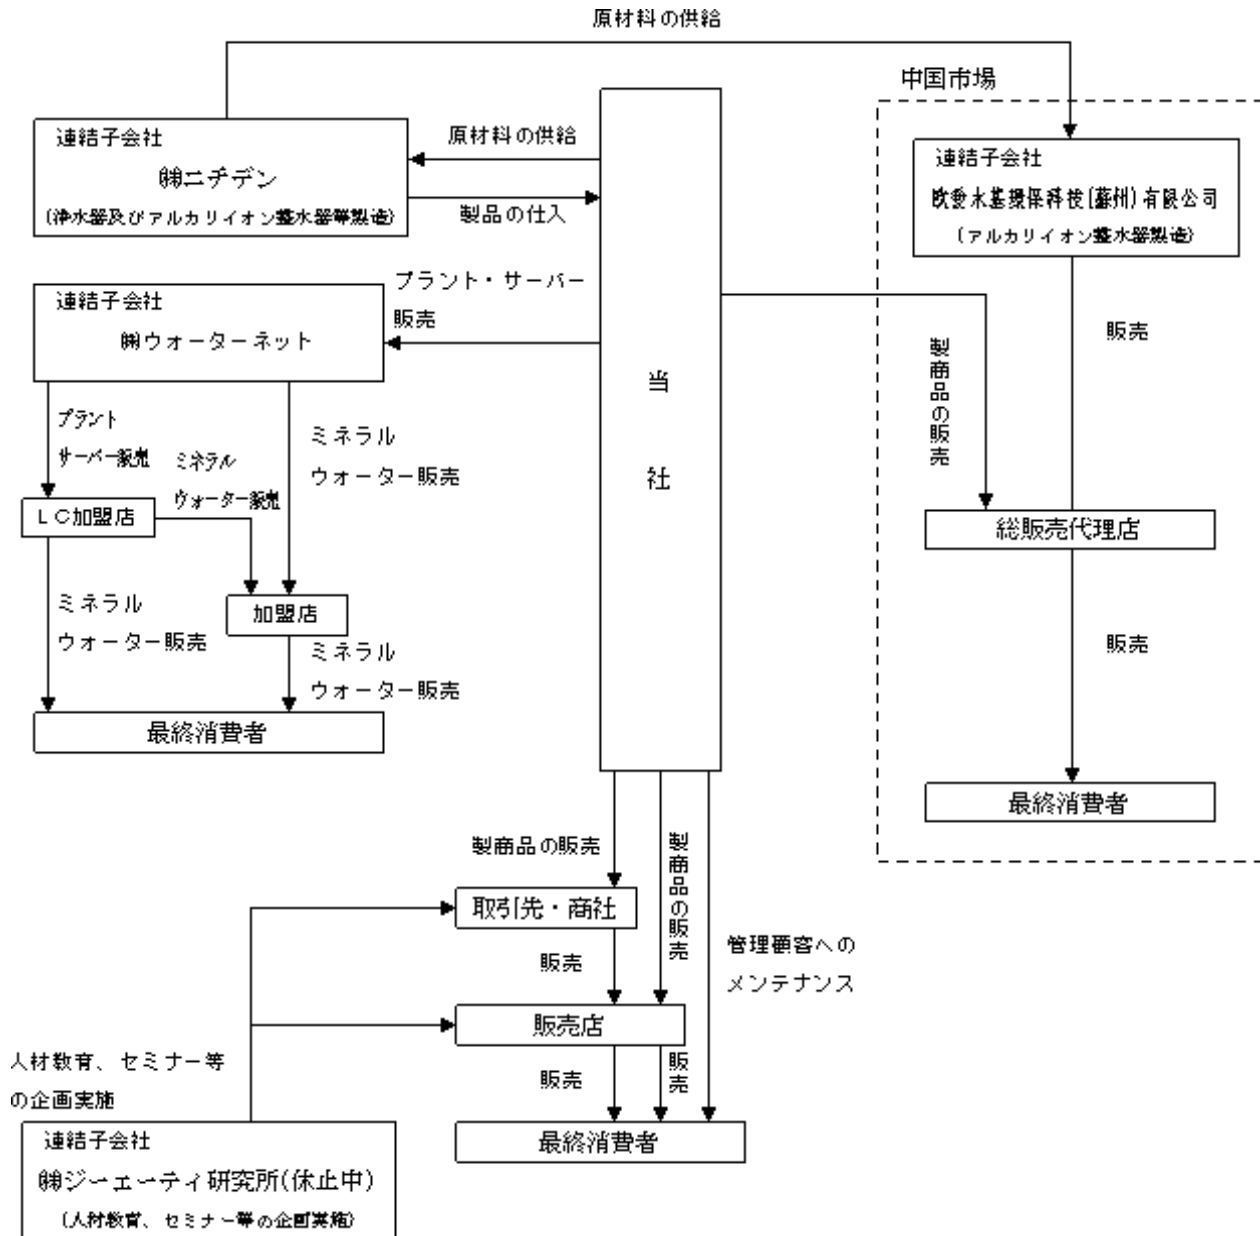 原材料の供給
中国市場
連結子会社
㈱ニチデン
(浄水器及びアルカリイオン整水器等製造)
原材料の供給
製品の仕入
連結子会社
欧愛水基環保科技(蘇州)有限公司
(アルカリイオン整水器製造)
連結子会社
㈱ウォーターネット
プラント・サーバー
販売
当社
製商品の販売
販売
プラント
サーバー販売
ミネラル
ウォーター販売
ミネラル
ウォーター販売
LC加盟店
総販売代理店
加盟店
ミネラル
ウォーター販売
ミネラル
ウォーター販売
販売
最終消費者
最終消費者
製商品の販売
製商品の販売
管理顧客への
メンテナンス
取引先・商社
販売
販売店
販売
販売
最終消費者
人材教育、セミナー等
の企画実施
連結子会社
㈱ジーエーティ研究所(休止中)
(人材教育、セミナー等の企画実施)